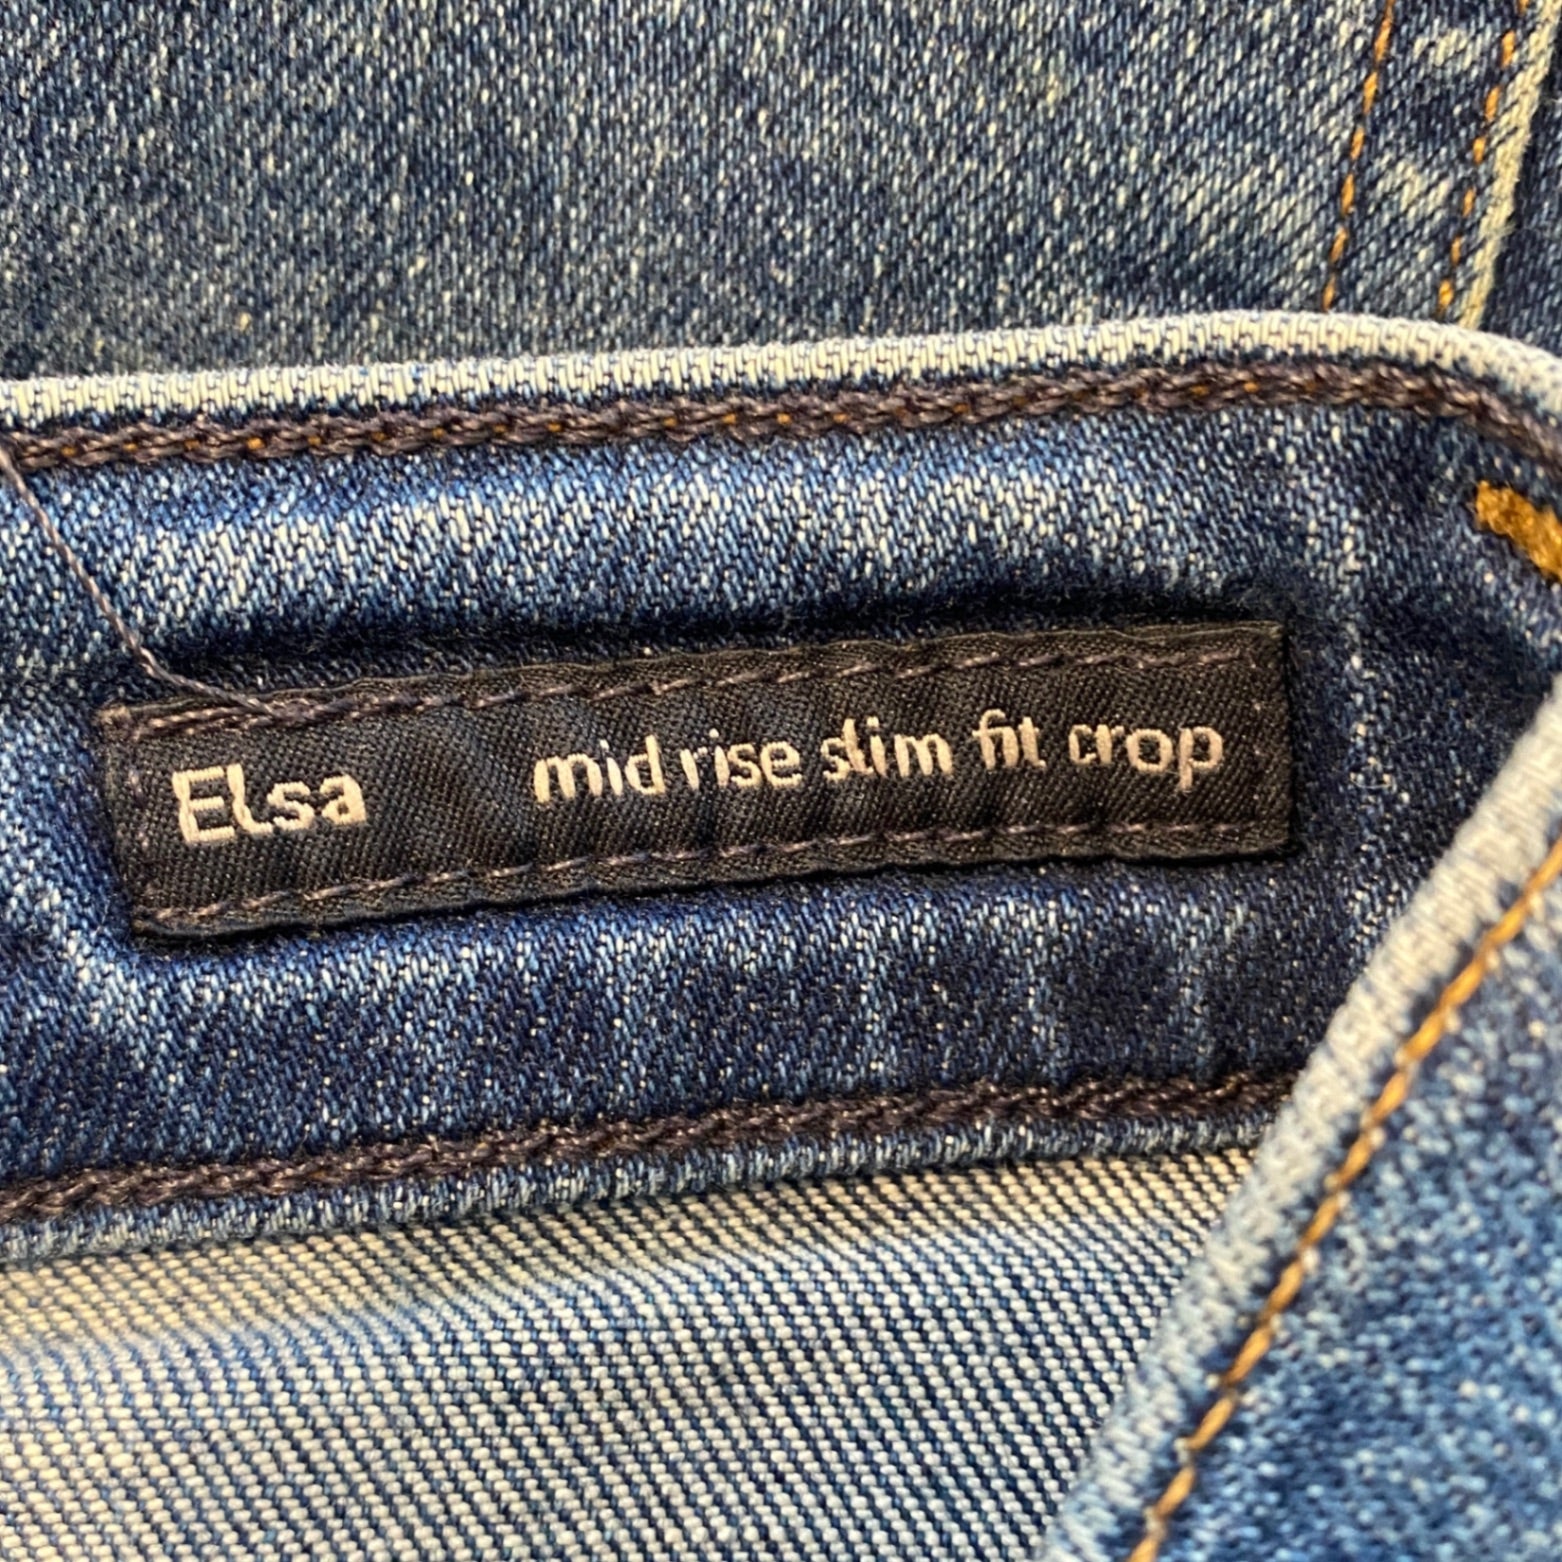 Elsa mid rise slim fit crop